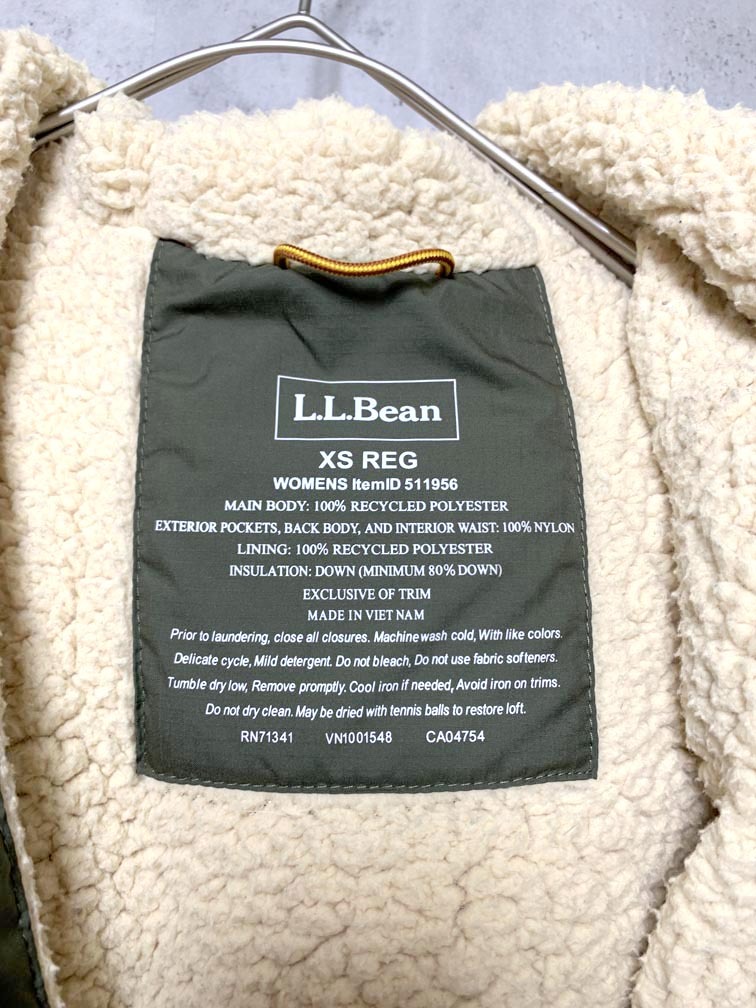 L.L.Bean
XS REG
WOMENS ItemID 511956
MAIN BODY: 100% RECYCLED POLYESTER
EXTERIOR POCKETS, BACK BODY, AND INTERIOR WAIST: 100% NYLON
LINING: 100% RECYCLED POLYESTER
INSULATION: DOWN (MINIMUM 80% DOWN)
EXCLUSIVE OF TRIM
MADE IN VIET NAM
Prior to laundering, close all closures. Machine wash cold, With like colors.
Delicate cycle, Mild detergent. Do not bleach, Do not use fabric softeners.
Tumble dry low, Remove promptly. Cool iron if needed, Avoid iron on trims.
Do not dry clean. May be dried with tennis balls to restore loft.
RN71341 VN1001548 CA04754